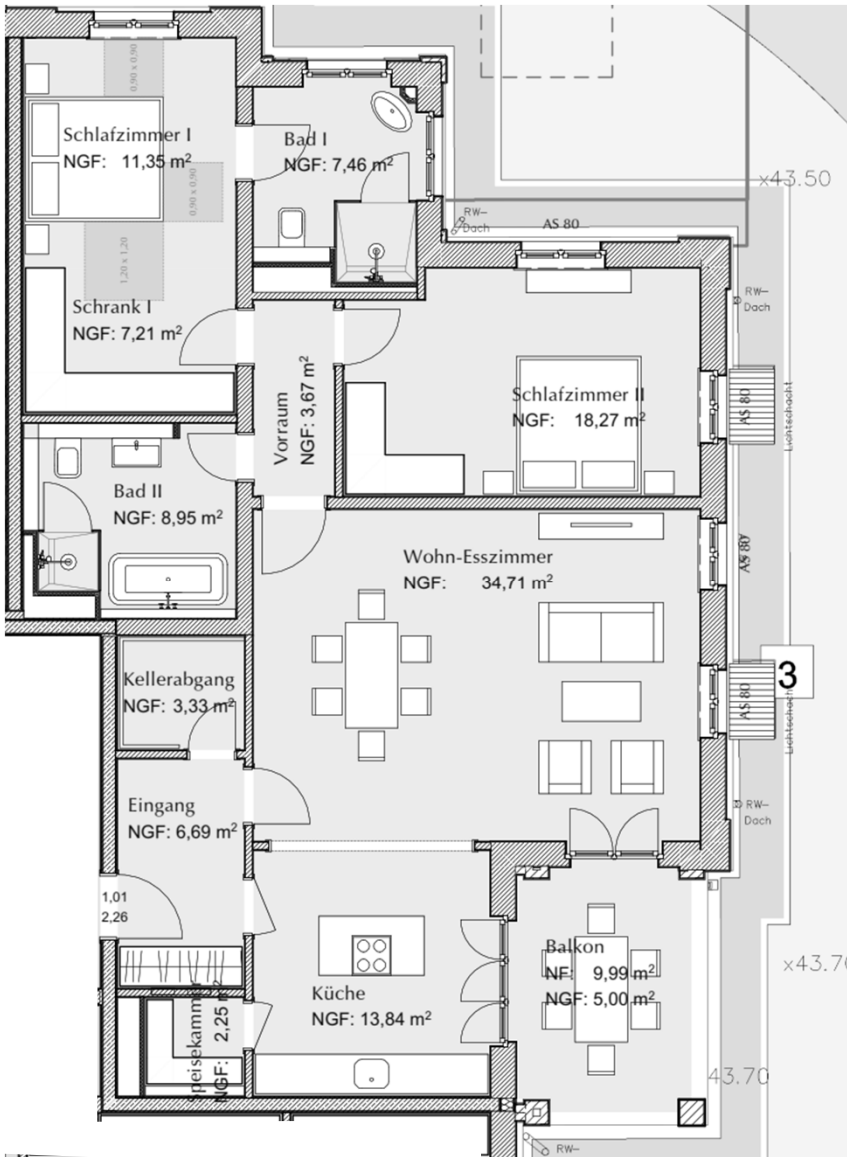 0,90 x 0,90
Schlafzimmer I
NGF: 11,35 m²
Bad I
NGF: 7,46 m²
0,90 x 0,90
x43.50
RW-
Dach
AS 80
1,20 x 1,20
Schrank I
NGF: 7,21 m²
RW-
Dach
Vorraum
NGF: 3,67 m²
Schlafzimmer II
NGF: 18,27 m²
AS 80
Lichtschacht
Bad II
NGF: 8,95 m²
Wohn-Esszimmer
NGF: 34,71 m²
AS 80
Kellerabgang
NGF: 3,33 m²
3
AS 80
Lichtschacht
Eingang
NGF: 6,69 m²
RW-
Dach
1,01
2,26
Balkon
NF: 9,99 m²
NGF: 5,00 m²
x43.70
Küche
NGF: 13,84 m²
Speisekammer
NGF: 2,25 m²
43.70
RW-